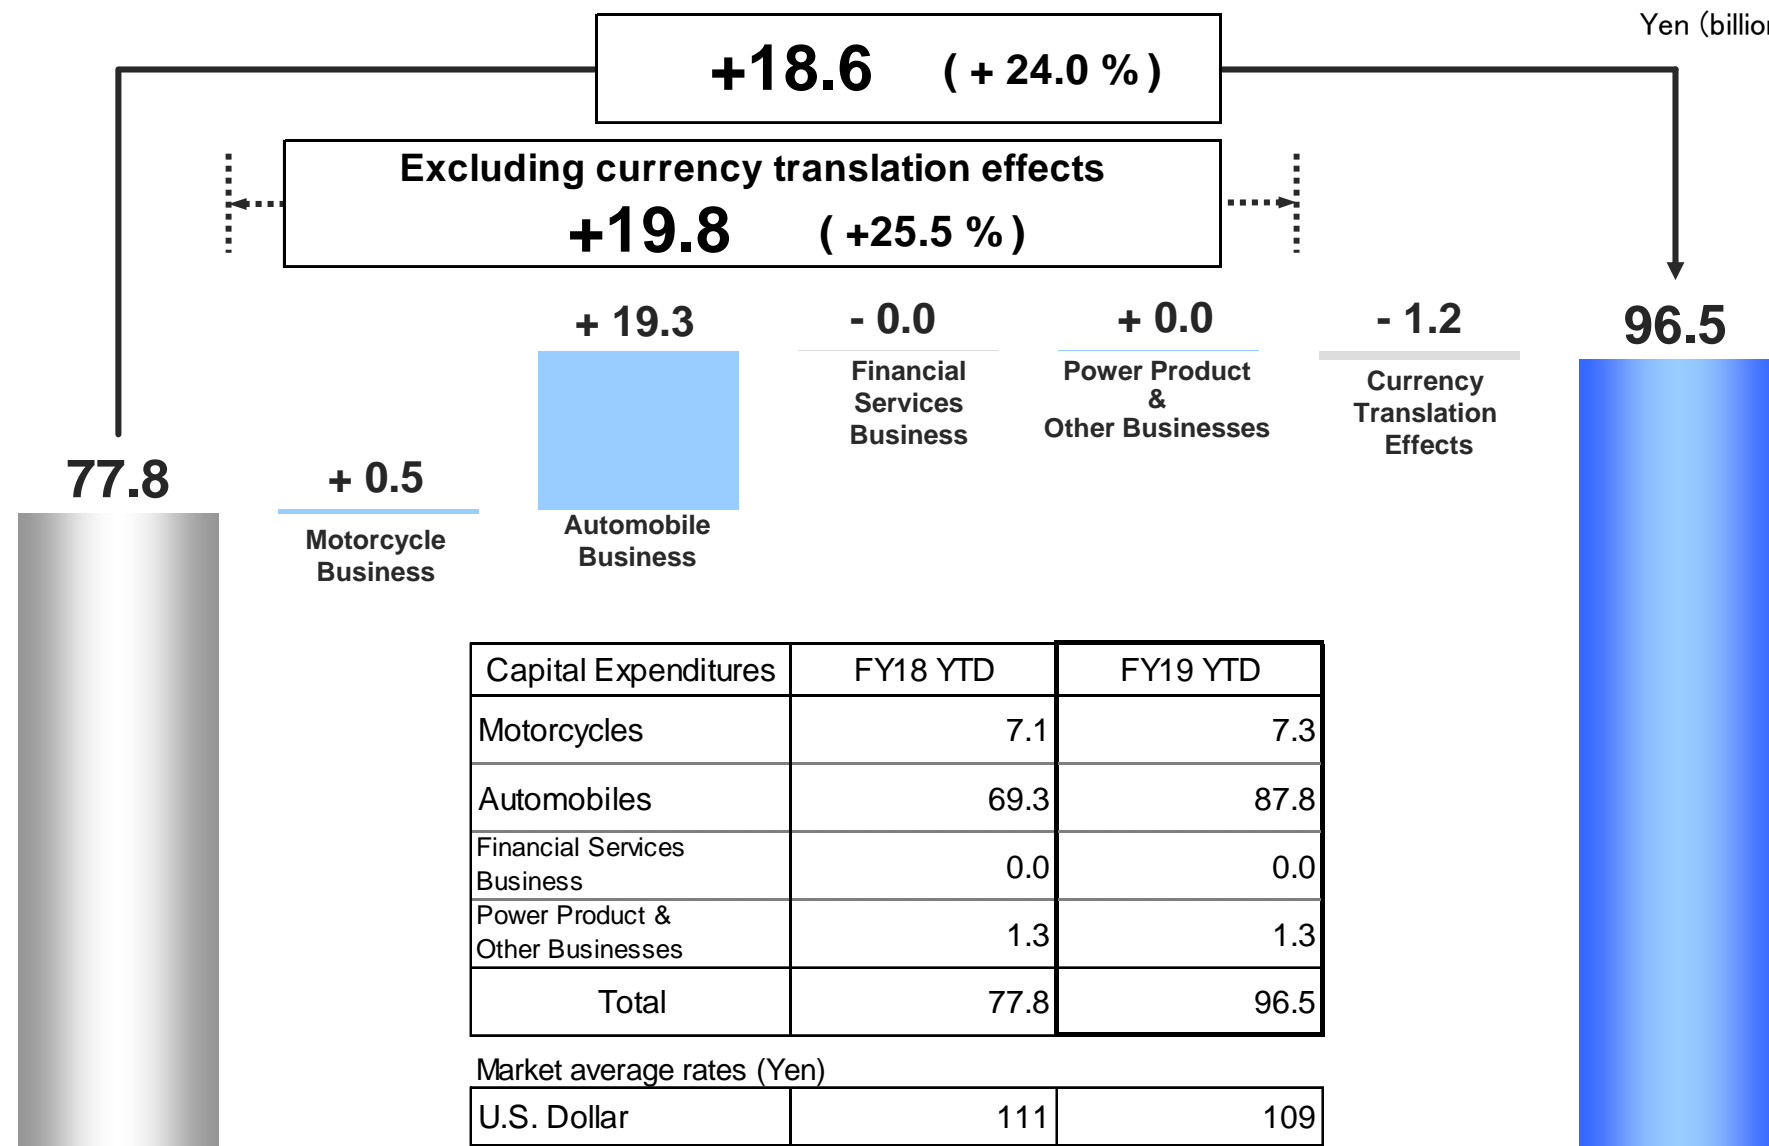 Yen (billion
+18.6 ( + 24.0 % )
Excluding currency translation effects
+19.8 ( +25.5 % )
77.8
+ 0.5
Motorcycle
Business
+ 19.3
Automobile
Business
- 0.0
Financial
Services
Business
+ 0.0
Power Product
&
Other Businesses
- 1.2
Currency
Translation
Effects
96.5
Capital Expenditures FY18 YTD FY19 YTD
Motorcycles 7.1 7.3
Automobiles 69.3 87.8
Financial Services
Business 0.0 0.0
Power Product &
Other Businesses 1.3 1.3
Total 77.8 96.5
Market average rates (Yen)
U.S. Dollar 111 109